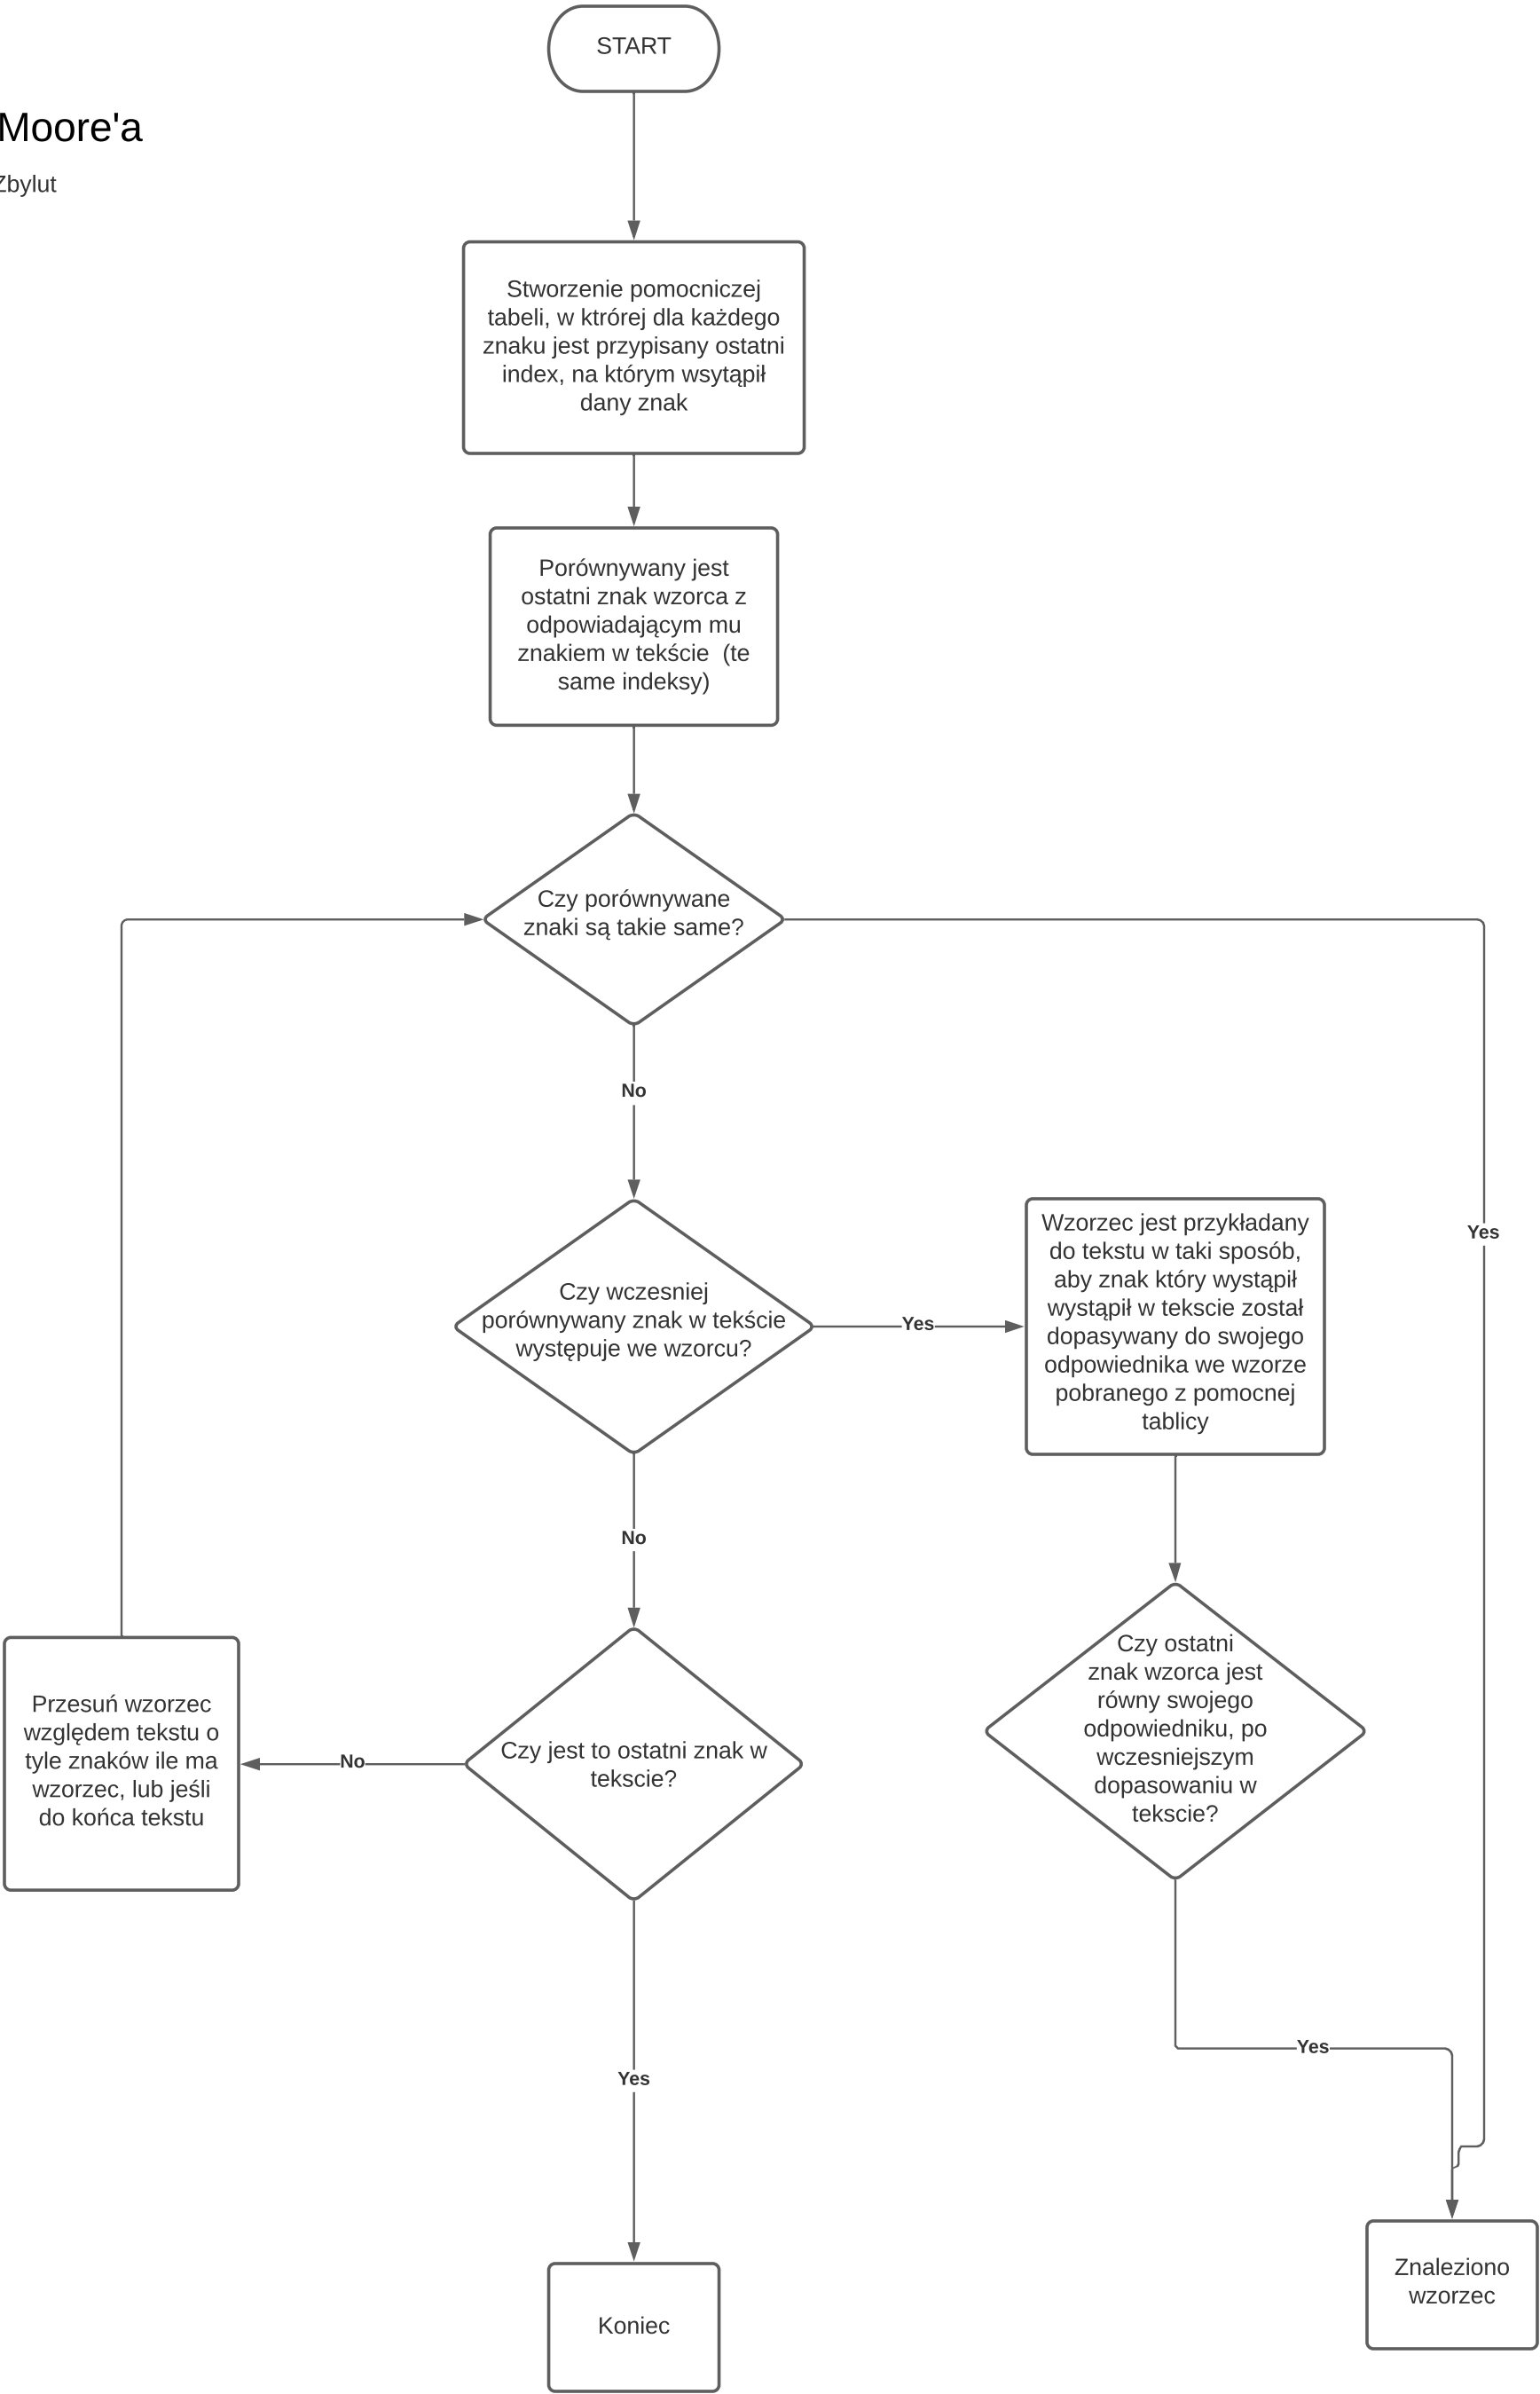 START
Moore'a
Zbylut
Stworzenie pomocniczej
tabeli, w ktrórej dla każdego
znaku jest przypisany ostatni
index, na którym wsytąpił
dany znak
Porównywany jest
ostatni znak wzorca z
odpowiadającym mu
znakiem w tekście (te
same indeksy)
Czy porównywane
znaki są takie same?
No
Yes
Czy wczesniej
porównywany znak w tekście
występuje we wzorcu?
Yes
Wzorzec jest przykładany
do tekstu w taki sposób,
aby znak który wystąpił
wystąpił w tekscie został
dopasywany do swojego
odpowiednika we wzorze
pobranego z pomocnej
tablicy
No
Czy ostatni
znak wzorca jest
równy swojego
odpowiedniku, po
wczesniejszym
dopasowaniu w
tekscie?
Przesuń wzorzec
względem tekstu o
tyle znaków ile ma
wzorzec, lub jeśli
do końca tekstu
No
Czy jest to ostatni znak w
tekscie?
Yes
Yes
Znaleziono
wzorzec
Koniec